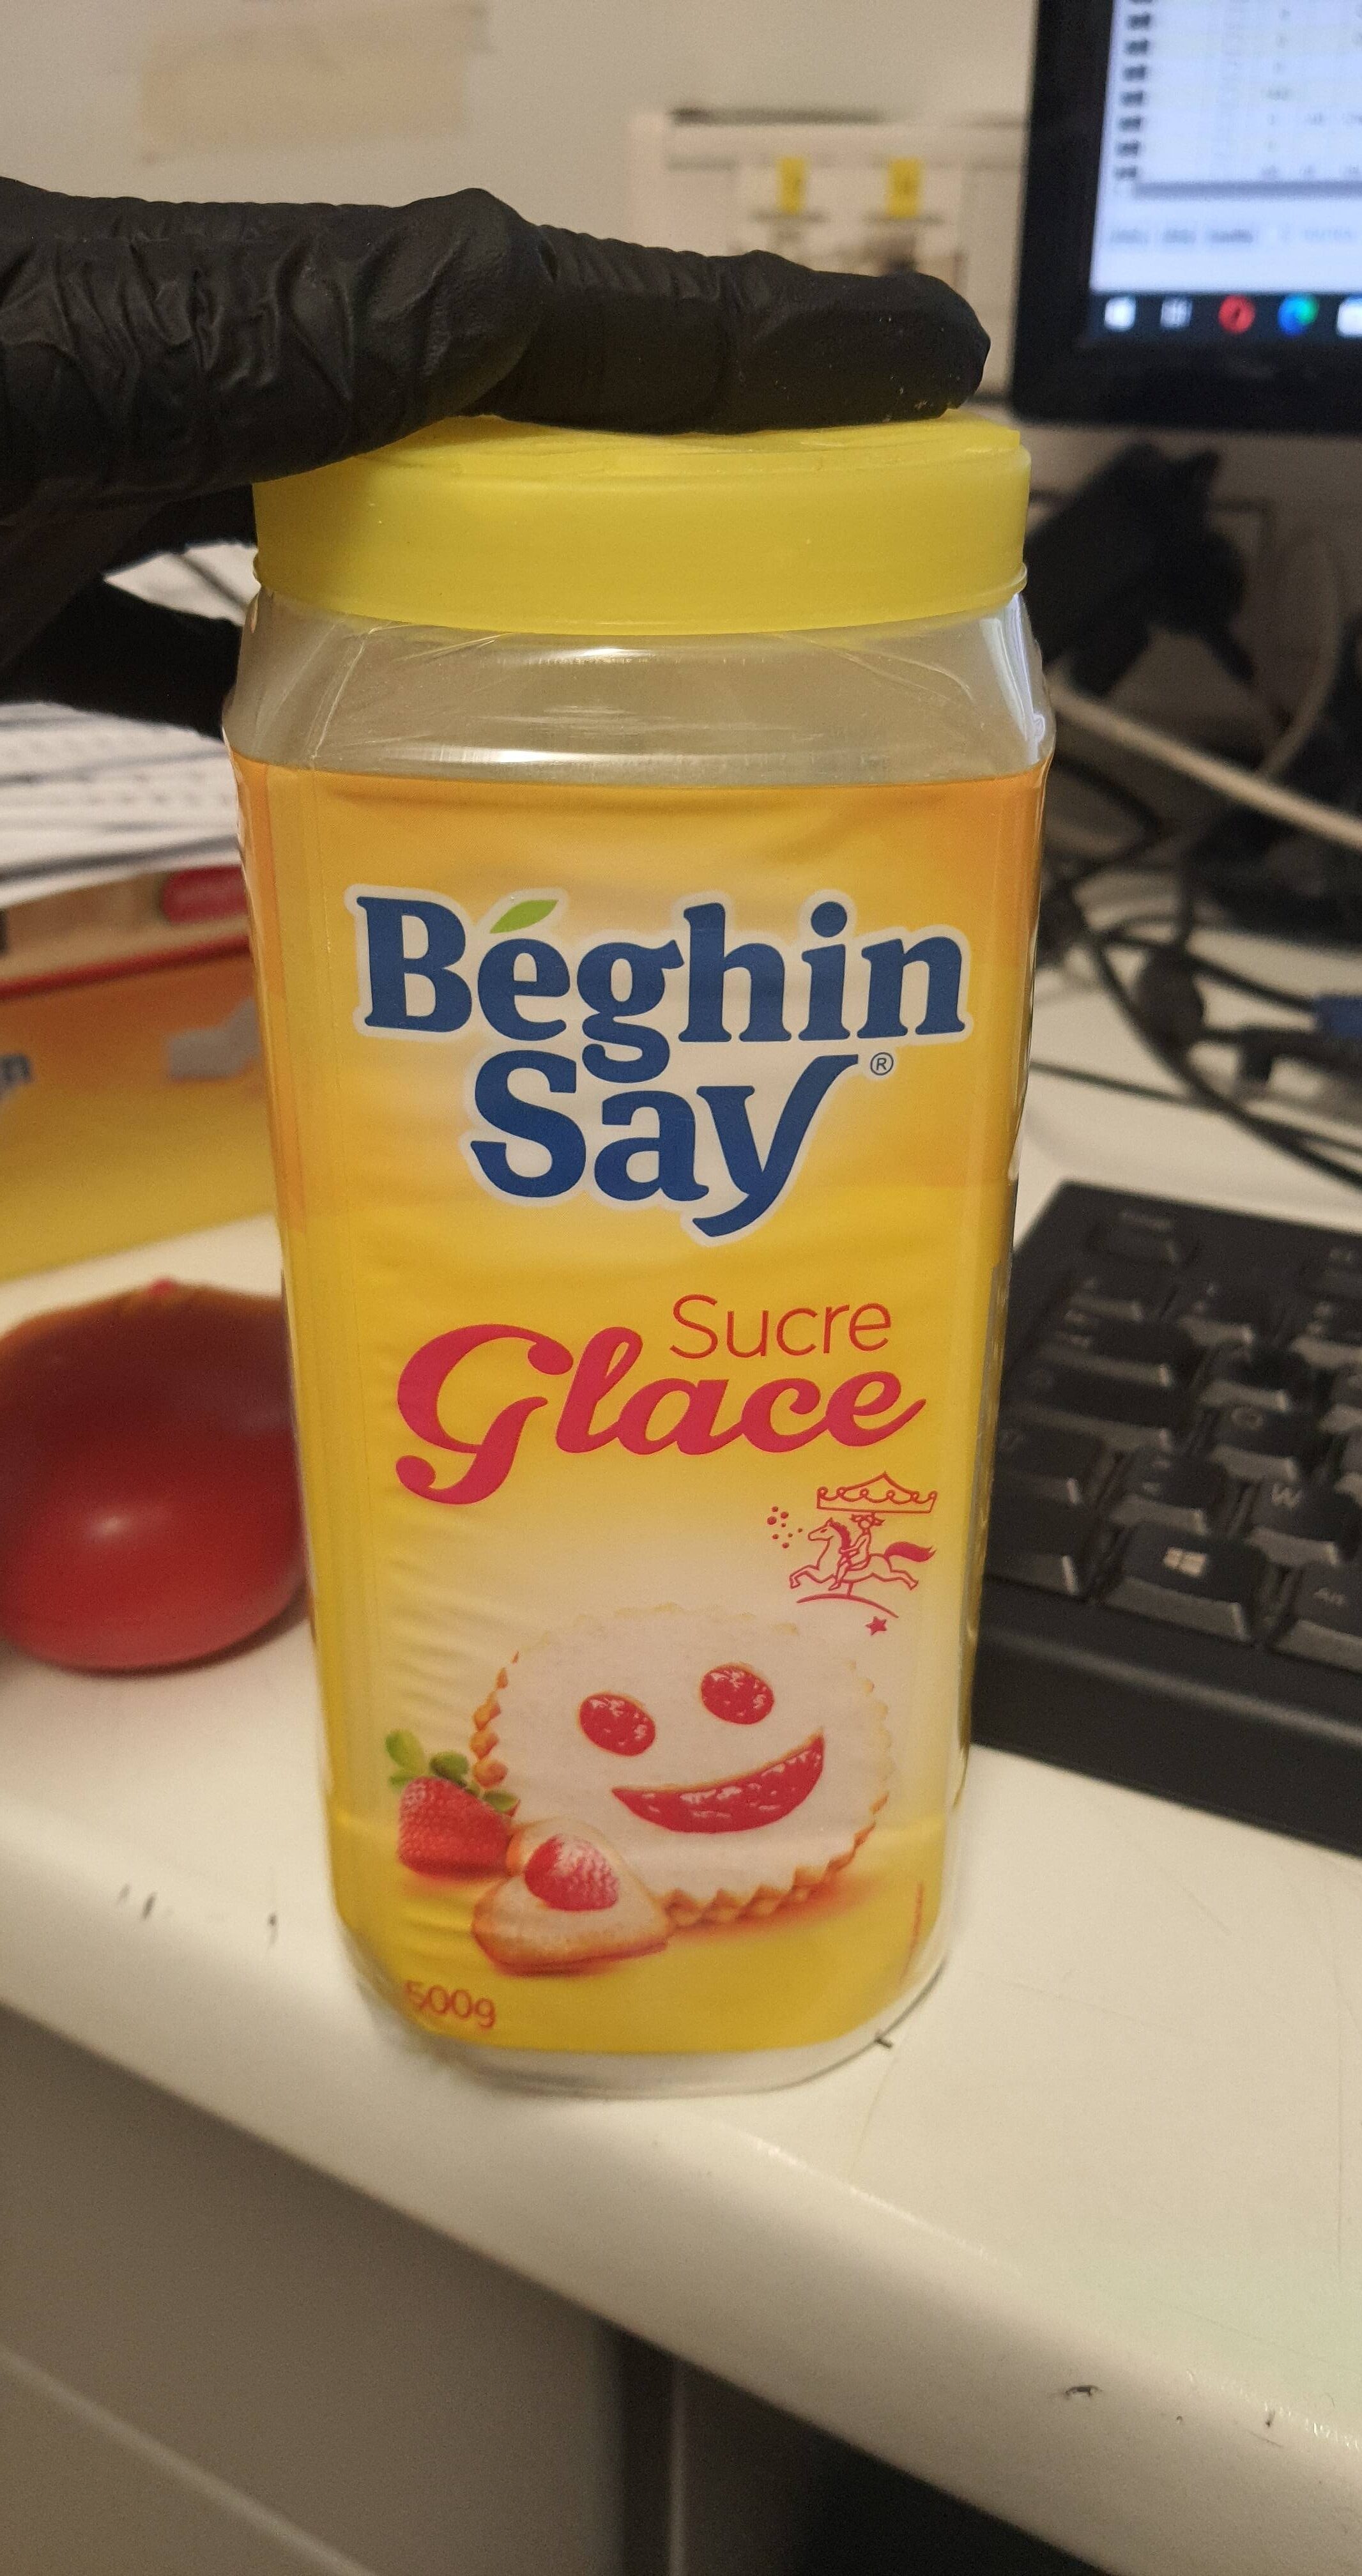 Béghin
Say®
Sucre
Glace
500g
W